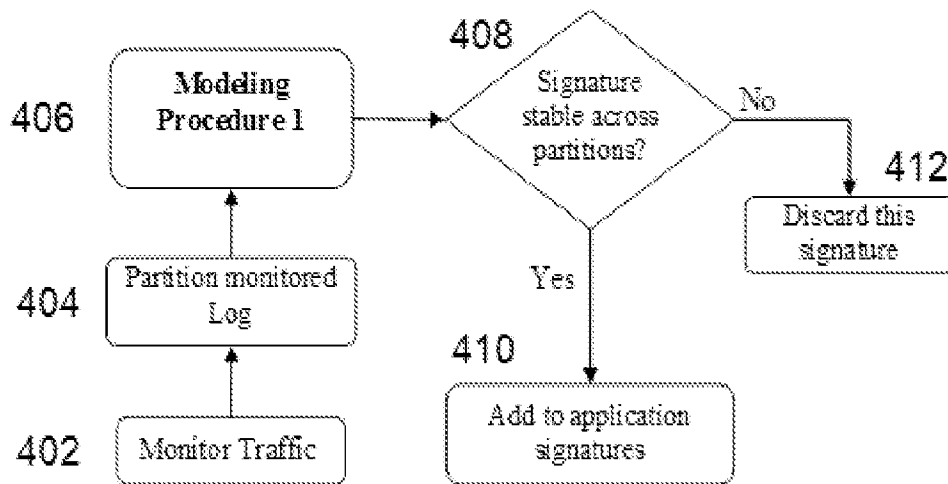 408
406
Modeling
Procedure 1
Signature
stable across
partitions?
No
412
Discard this
signature
404
Partition monitored
Log
Yes
410
402
Monitor Traffic
Add to application
signatures